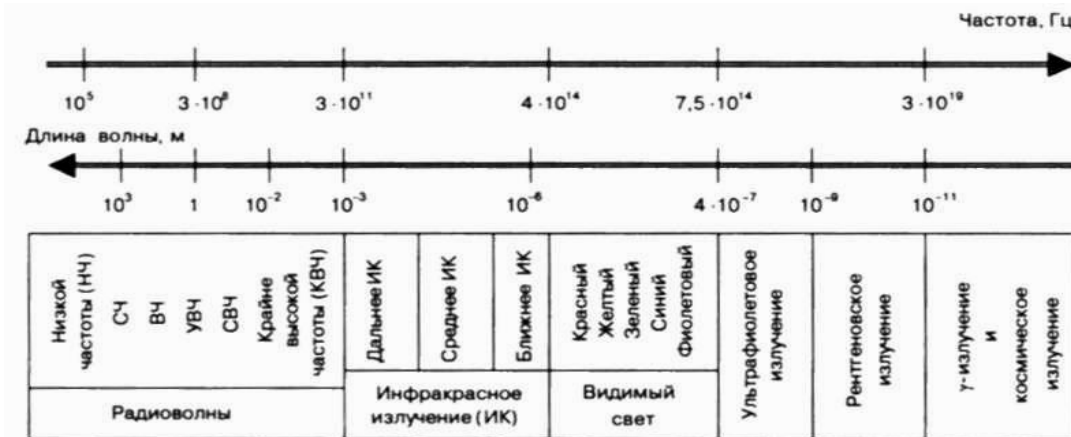 Частота, Гц
10⁵ 3·10⁸ 3·10¹¹ 4·10¹⁴ 7,5·10¹⁴ 3·10¹⁹
Длина волны, м
10³ 1 10⁻² 10⁻³ 10⁻⁶ 4·10⁻⁷ 10⁻⁹ 10⁻¹¹
Низкой
частоты (НЧ)
СЧ
ВЧ
УВЧ
СВЧ
Крайне
высокой
частоты (КВЧ)
Радиоволны
Дальнее ИК
Среднее ИК
Ближнее ИК
Инфракрасное
излучение (ИК)
Красный
Желтый
Зеленый
Синий
Фиолетовый
Видимый
свет
Ультрафиолетовое
излучение
Рентгеновское
излучение
γ-излучение
и
космическое
излучение